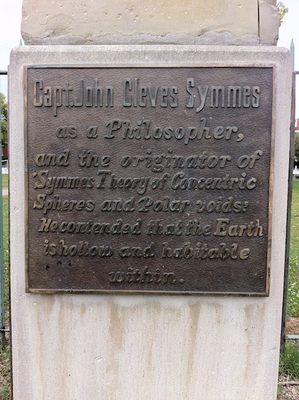 Capt. John Cleves Symmes
as a Philosopher,
and the originator of
'Symmes Theory of Concentric
Spheres and Polar voids:
He contended that the Earth
is hollow and habitable
within.